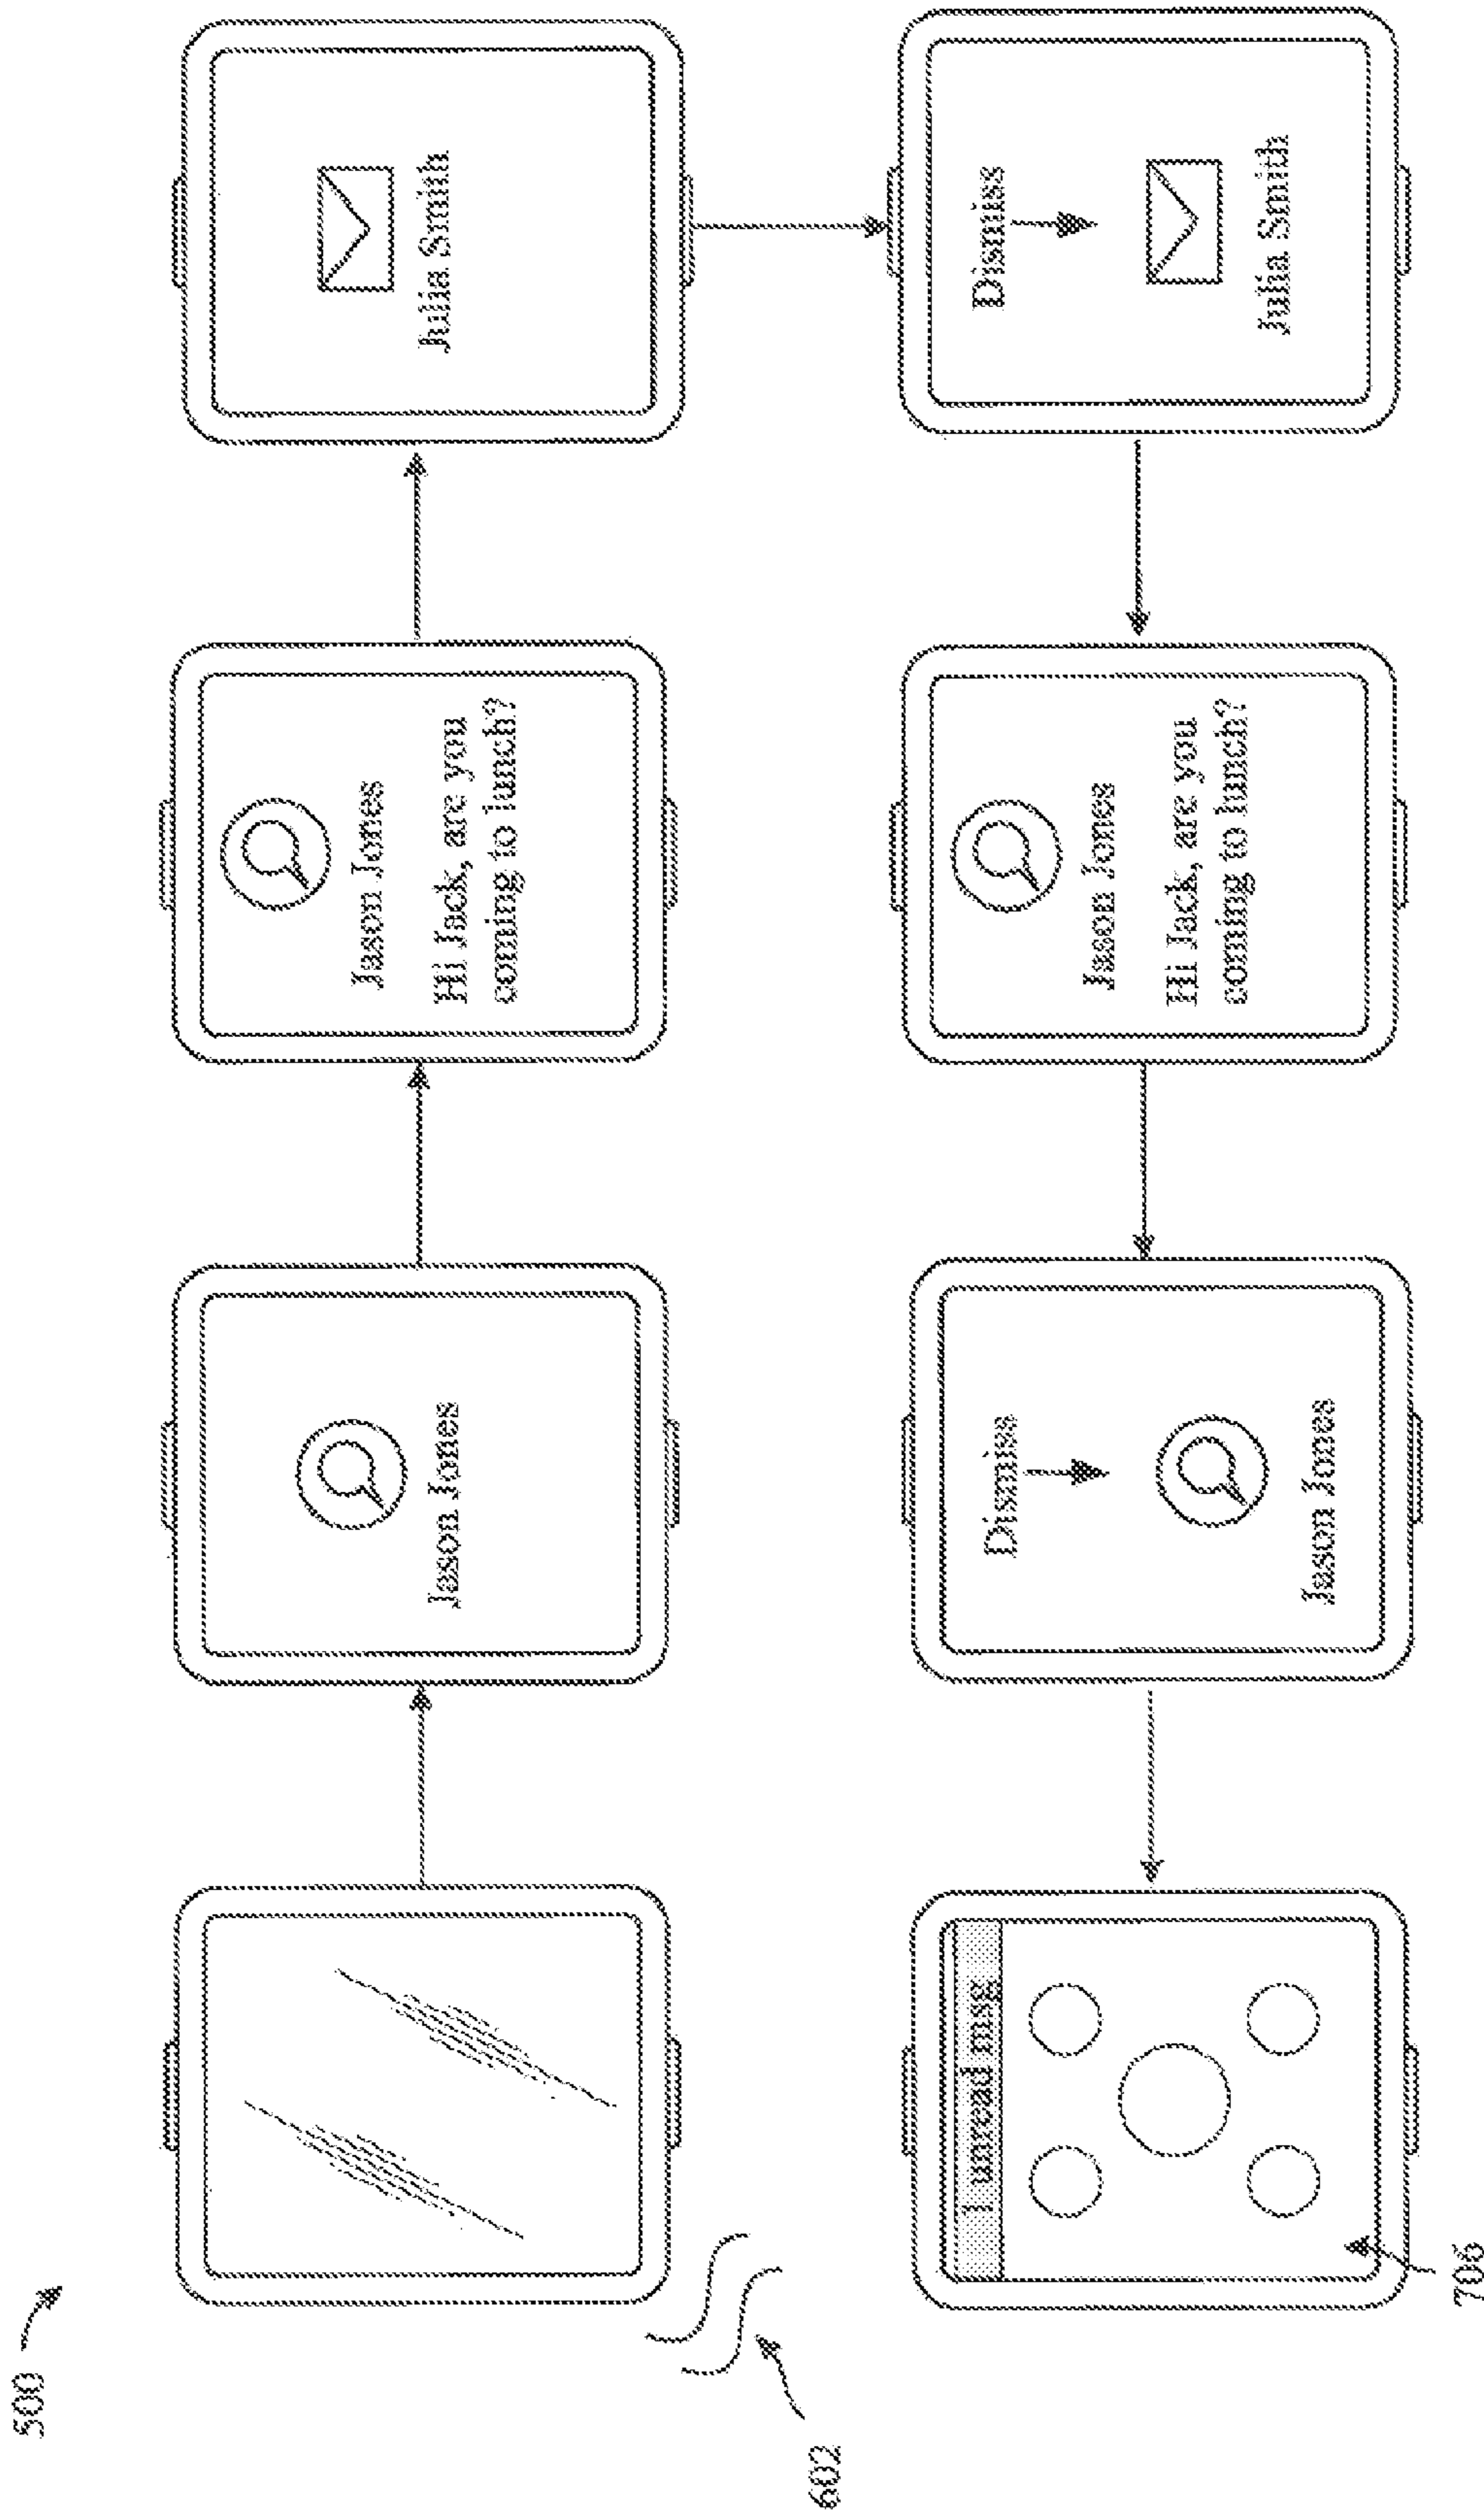 500
Jason Jones
Jason Jones
Hi Jack, are you
coming to lunch?
Julia Smith
602
1 unread msg
Dismiss
Jason Jones
Jason Jones
Hi Jack, are you
coming to lunch?
Dismiss
Julia Smith
706